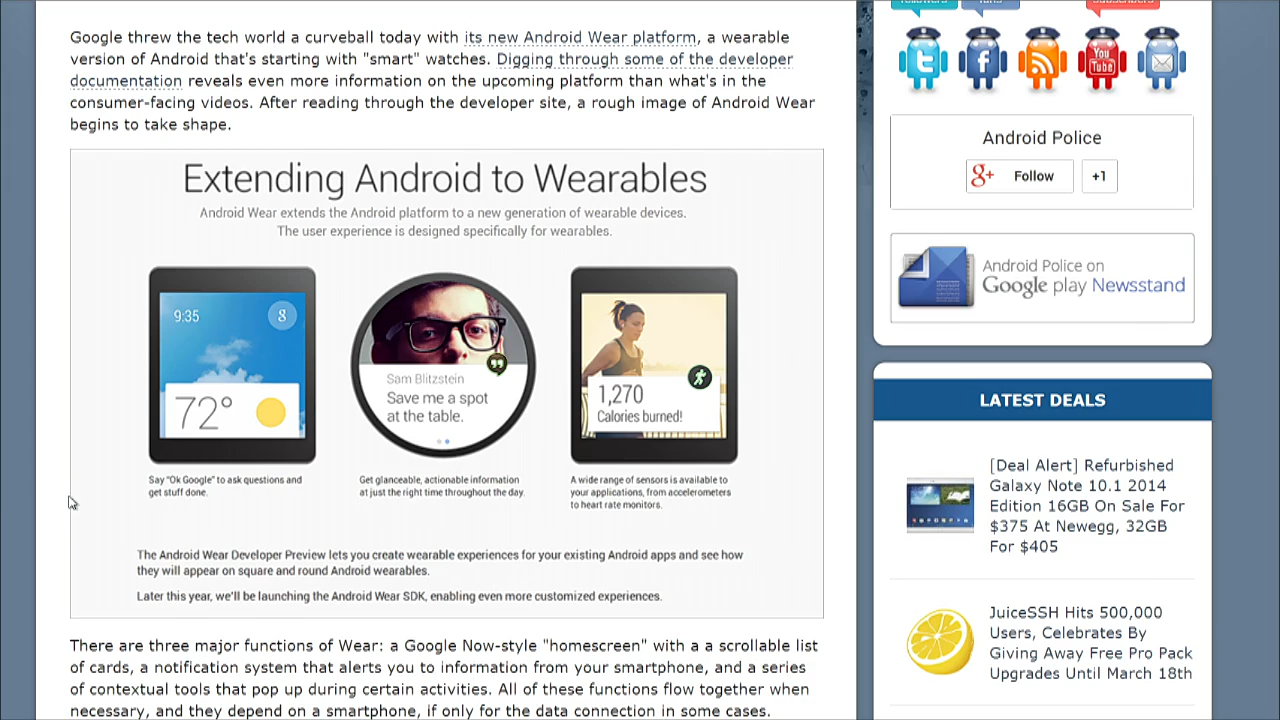 Google threw the tech world a curveball today with its new Android Wear platform, a wearable
version of Android that's starting with "smart" watches. Digging through some of the developer
documentation reveals even more information on the upcoming platform than what's in the
consumer-facing videos. After reading through the developer site, a rough image of Android Wear
begins to take shape.
Extending Android to Wearables
Android Wear extends the Android platform to a new generation of wearable devices.
The user experience is designed specifically for wearables.
9:35
8
72°
Sam Blitzstein
Save me a spot
at the table.
1,270
Calories burned!
Say "Ok Google" to ask questions and
get stuff done.
Get glanceable, actionable information
at just the right time throughout the day.
A wide range of sensors is available to
your applications, from accelerometers
to heart rate monitors.
The Android Wear Developer Preview lets you create wearable experiences for your existing Android apps and see how
they will appear on square and round Android wearables.
Later this year, we'll be launching the Android Wear SDK, enabling even more customized experiences.
There are three major functions of Wear: a Google Now-style "homescreen" with a a scrollable list
of cards, a notification system that alerts you to information from your smartphone, and a series
of contextual tools that pop up during certain activities. All of these functions flow together when
necessary, and they depend on a smartphone, if only for the data connection in some cases.
You
Tube
Android Police
g+ Follow +1
Android Police on
Google play Newsstand
LATEST DEALS
[Deal Alert] Refurbished
Galaxy Note 10.1 2014
Edition 16GB On Sale For
$375 At Newegg, 32GB
For $405
JuiceSSH Hits 500,000
Users, Celebrates By
Giving Away Free Pro Pack
Upgrades Until March 18th